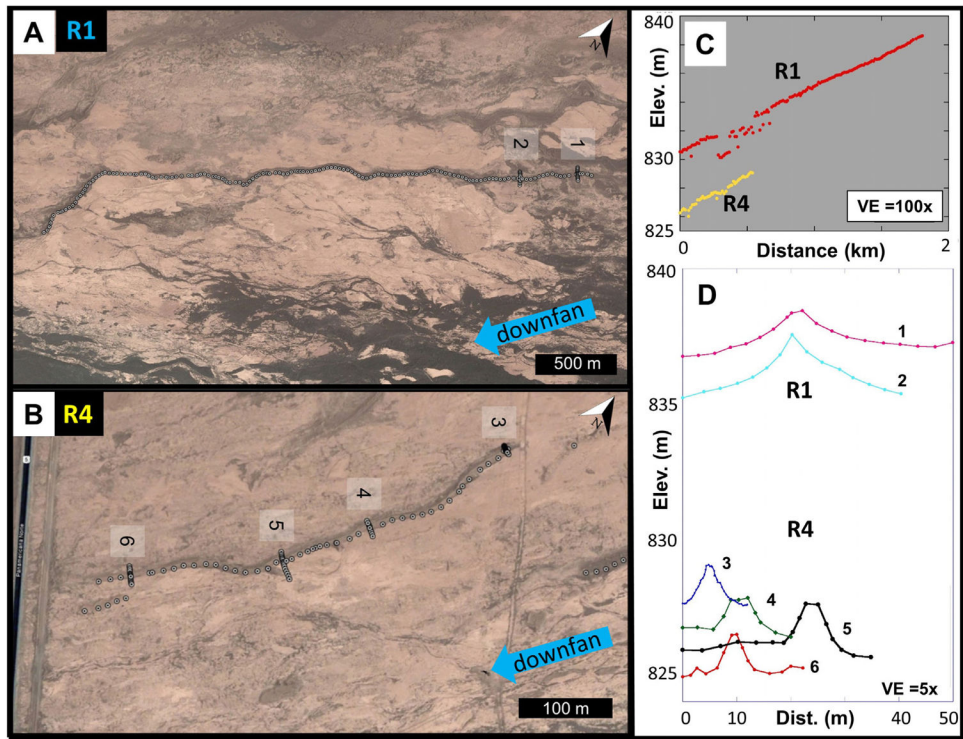 A R1
N
2
1
downfan
500 m
B R4
N
3
4
5
6
Panamericana Norte
downfan
100 m
C
840
Elev. (m)
830
825
R1
R4
VE =100x
0
Distance (km)
2
D
840
835
Elev. (m)
830
825
1
2
R1
R4
3
4
5
6
VE =5x
0
10
20
40
50
Dist. (m)